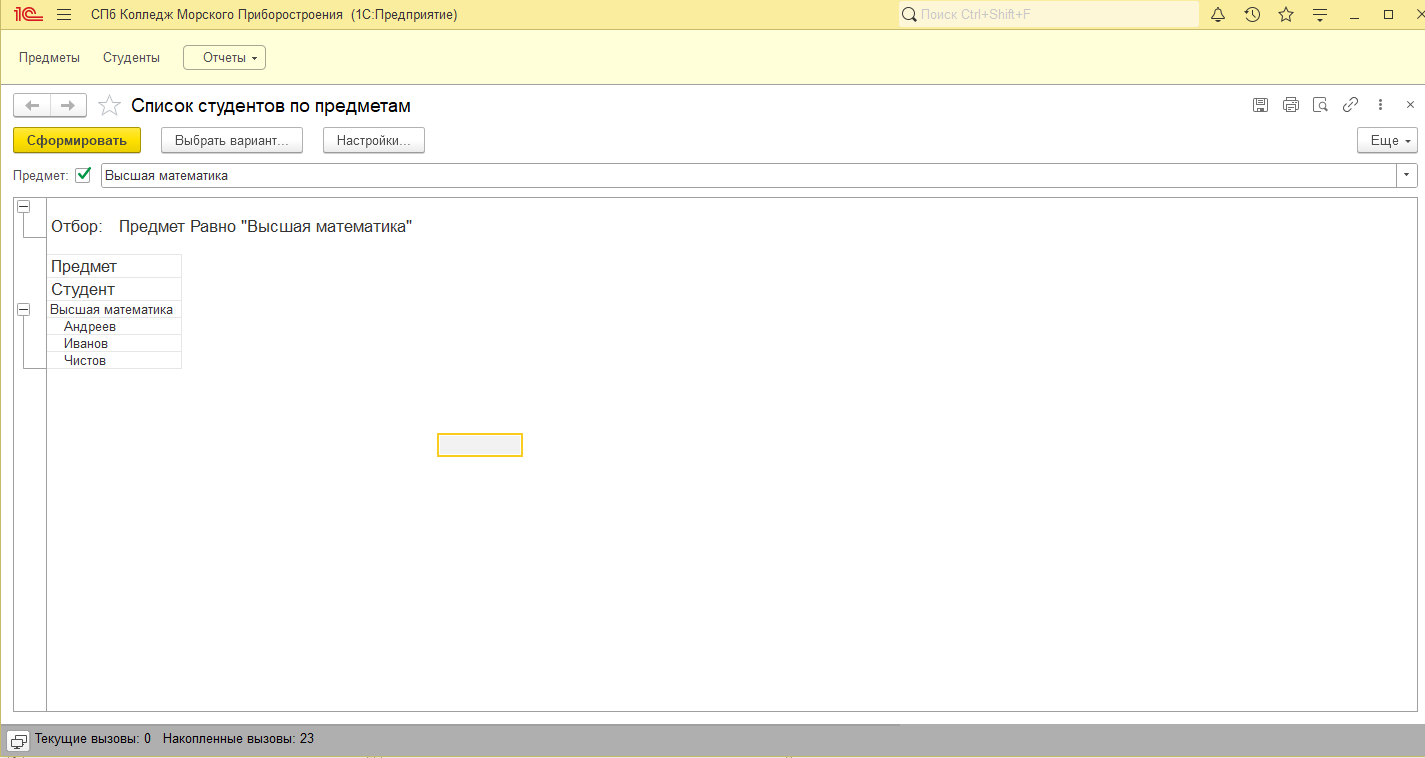 1С СПб Колледж Морского Приборостроения (1С:Предприятие) Поиск Ctrl+Shift+F
Предметы Студенты Отчеты
Список студентов по предметам
Сформировать Выбрать вариант... Настройки... Еще
Предмет: Высшая математика
Отбор: Предмет Равно "Высшая математика"
Предмет
Студент
Высшая математика
Андреев
Иванов
Чистов
Текущие вызовы: 0 Накопленные вызовы: 23